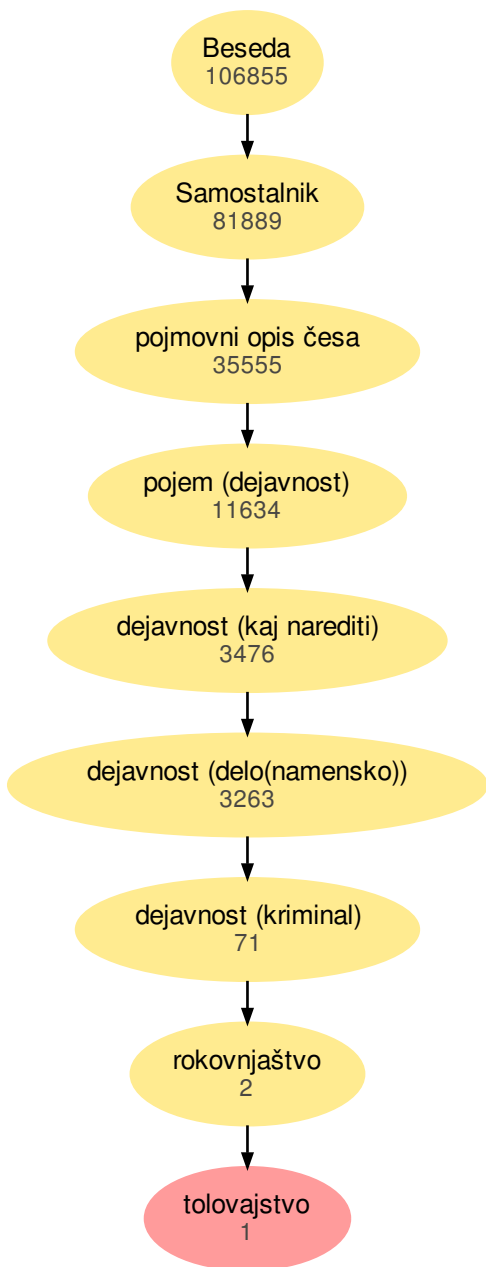 Beseda
106855
Samostalnik
81889
pojmovni opis česa
35555
pojem (dejavnost)
11634
dejavnost (kaj narediti)
3476
dejavnost (delo(namensko))
3263
dejavnost (kriminal)
71
rokovnjaštvo
2
tolovajstvo
1